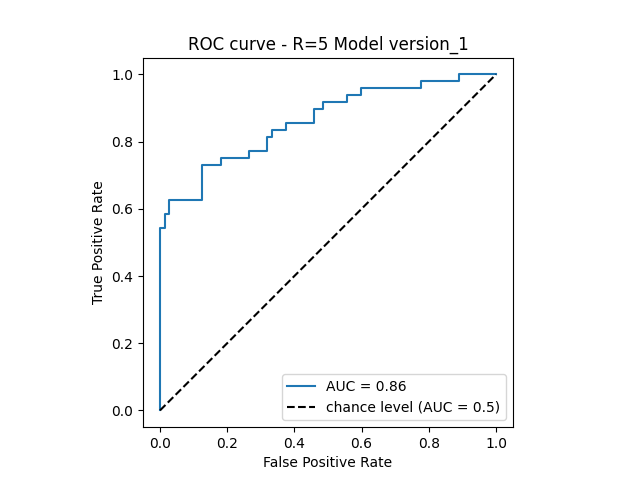 ROC curve - R=5 Model version_1
1.0
0.8
0.6
0.4
0.2
0.0
True Positive Rate
AUC = 0.86
chance level (AUC = 0.5)
0.0 0.2 0.4 0.6 0.8 1.0
False Positive Rate